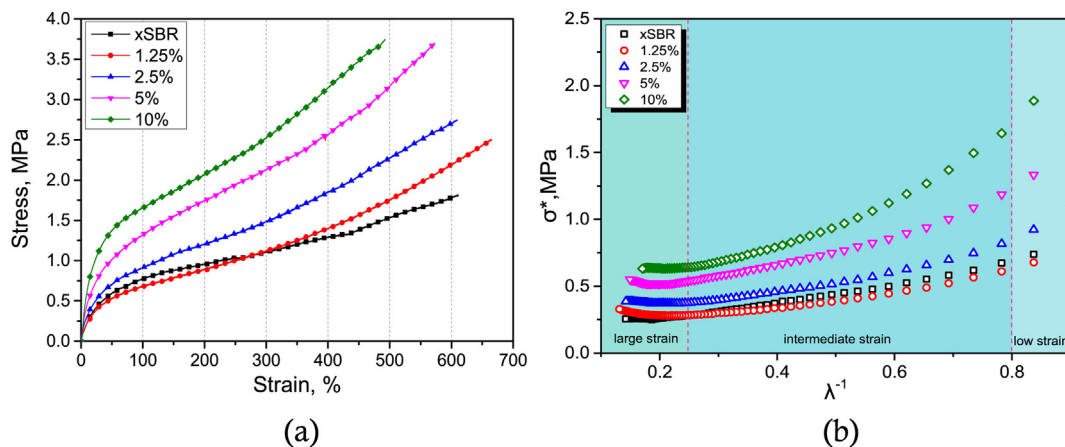 4.0
3.5
3.0
2.5
2.0
1.5
1.0
0.5
0.0
Stress, MPa
xSBR
1.25%
2.5%
5%
10%
0 100 200 300 400 500 600 700
Strain, %
(a)
2.5
2.0
1.5
1.0
0.5
0.0
σ*,MPa
xSBR
1.25%
2.5%
5%
10%
large strain intermediate strain low strain
0.2 0.4 0.6 0.8
λ⁻¹
(b)